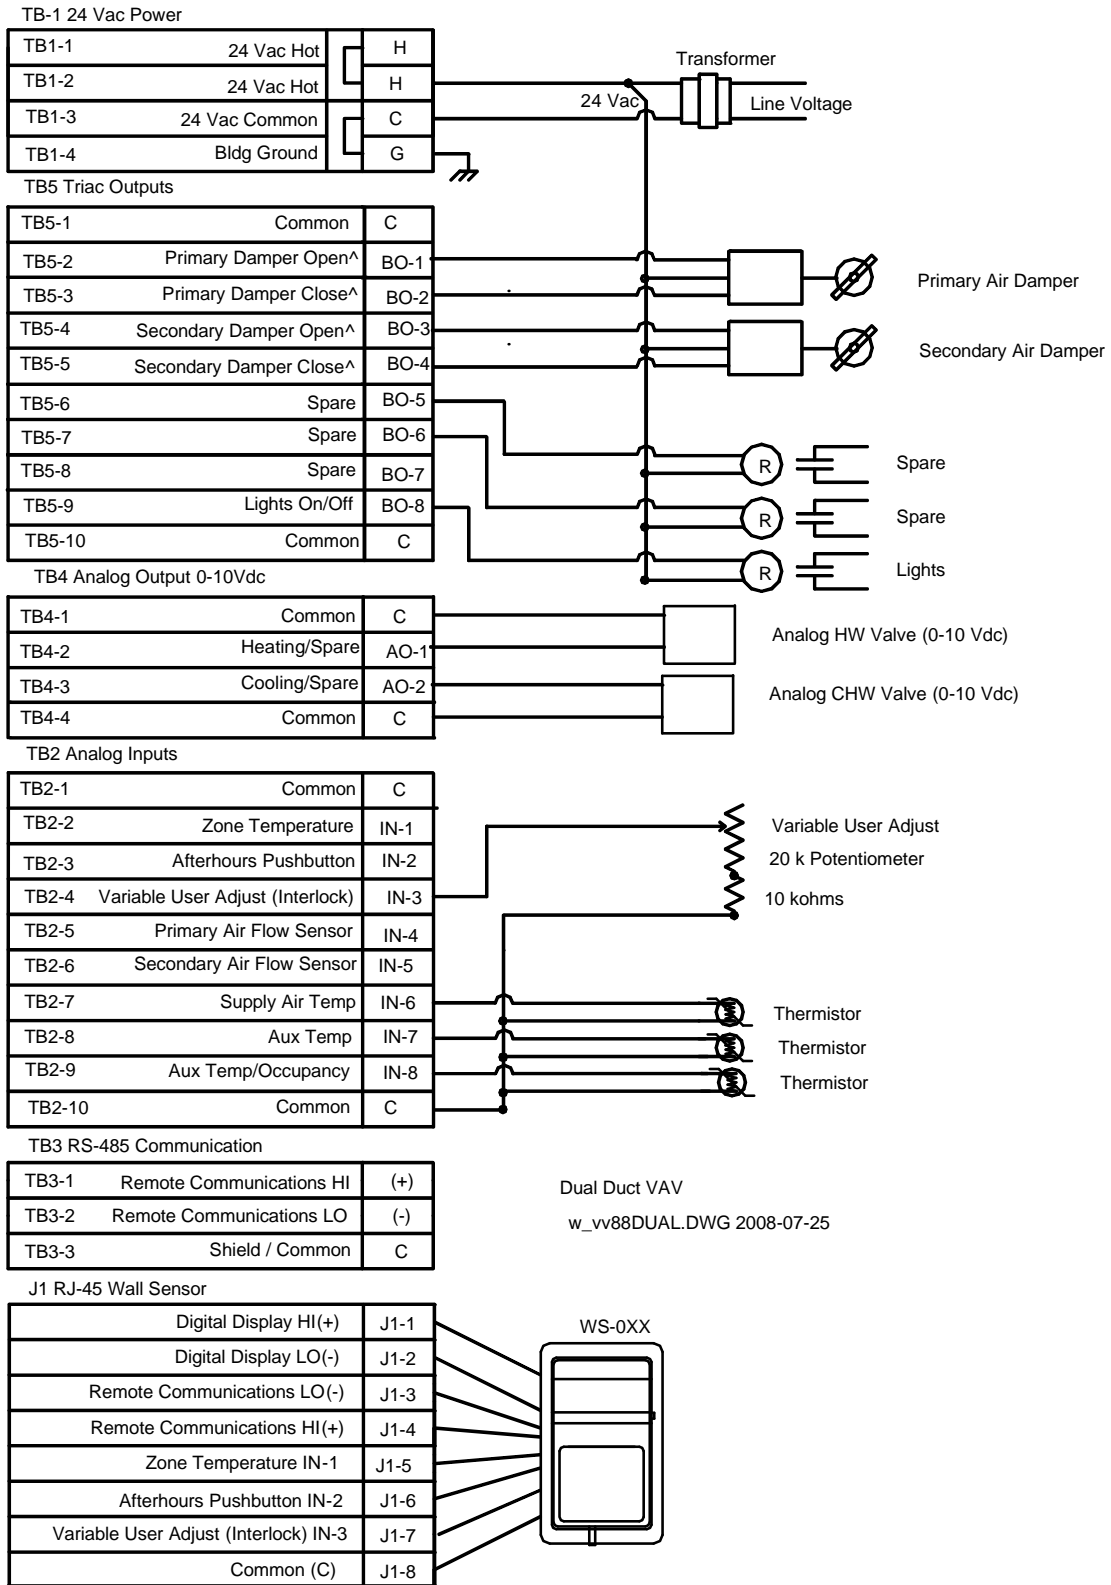 TB-1 24 Vac Power
TB1-1 24 Vac Hot H
TB1-2 24 Vac Hot H
TB1-3 24 Vac Common C
TB1-4 Bldg Ground G
Transformer
24 Vac
Line Voltage
TB5 Triac Outputs
TB5-1 Common C
TB5-2 Primary Damper Open^ BO-1
TB5-3 Primary Damper Close^ BO-2
TB5-4 Secondary Damper Open^ BO-3
TB5-5 Secondary Damper Close^ BO-4
TB5-6 Spare BO-5
TB5-7 Spare BO-6
TB5-8 Spare BO-7
TB5-9 Lights On/Off BO-8
TB5-10 Common C
Primary Air Damper
Secondary Air Damper
R Spare
R Spare
R Lights
TB4 Analog Output 0-10Vdc
TB4-1 Common C
TB4-2 Heating/Spare AO-1
TB4-3 Cooling/Spare AO-2
TB4-4 Common C
Analog HW Valve (0-10 Vdc)
Analog CHW Valve (0-10 Vdc)
TB2 Analog Inputs
TB2-1 Common C
TB2-2 Zone Temperature IN-1
TB2-3 Afterhours Pushbutton IN-2
TB2-4 Variable User Adjust (Interlock) IN-3
TB2-5 Primary Air Flow Sensor IN-4
TB2-6 Secondary Air Flow Sensor IN-5
TB2-7 Supply Air Temp IN-6
TB2-8 Aux Temp IN-7
TB2-9 Aux Temp/Occupancy IN-8
TB2-10 Common C
Variable User Adjust
20 k Potentiometer
10 kohms
Thermistor
Thermistor
Thermistor
TB3 RS-485 Communication
TB3-1 Remote Communications HI (+)
TB3-2 Remote Communications LO (-)
TB3-3 Shield / Common C
Dual Duct VAV
w_vv88DUAL.DWG 2008-07-25
J1 RJ-45 Wall Sensor
Digital Display HI(+) J1-1
Digital Display LO(-) J1-2
Remote Communications LO(-) J1-3
Remote Communications HI(+) J1-4
Zone Temperature IN-1 J1-5
Afterhours Pushbutton IN-2 J1-6
Variable User Adjust (Interlock) IN-3 J1-7
Common (C) J1-8
WS-0XX